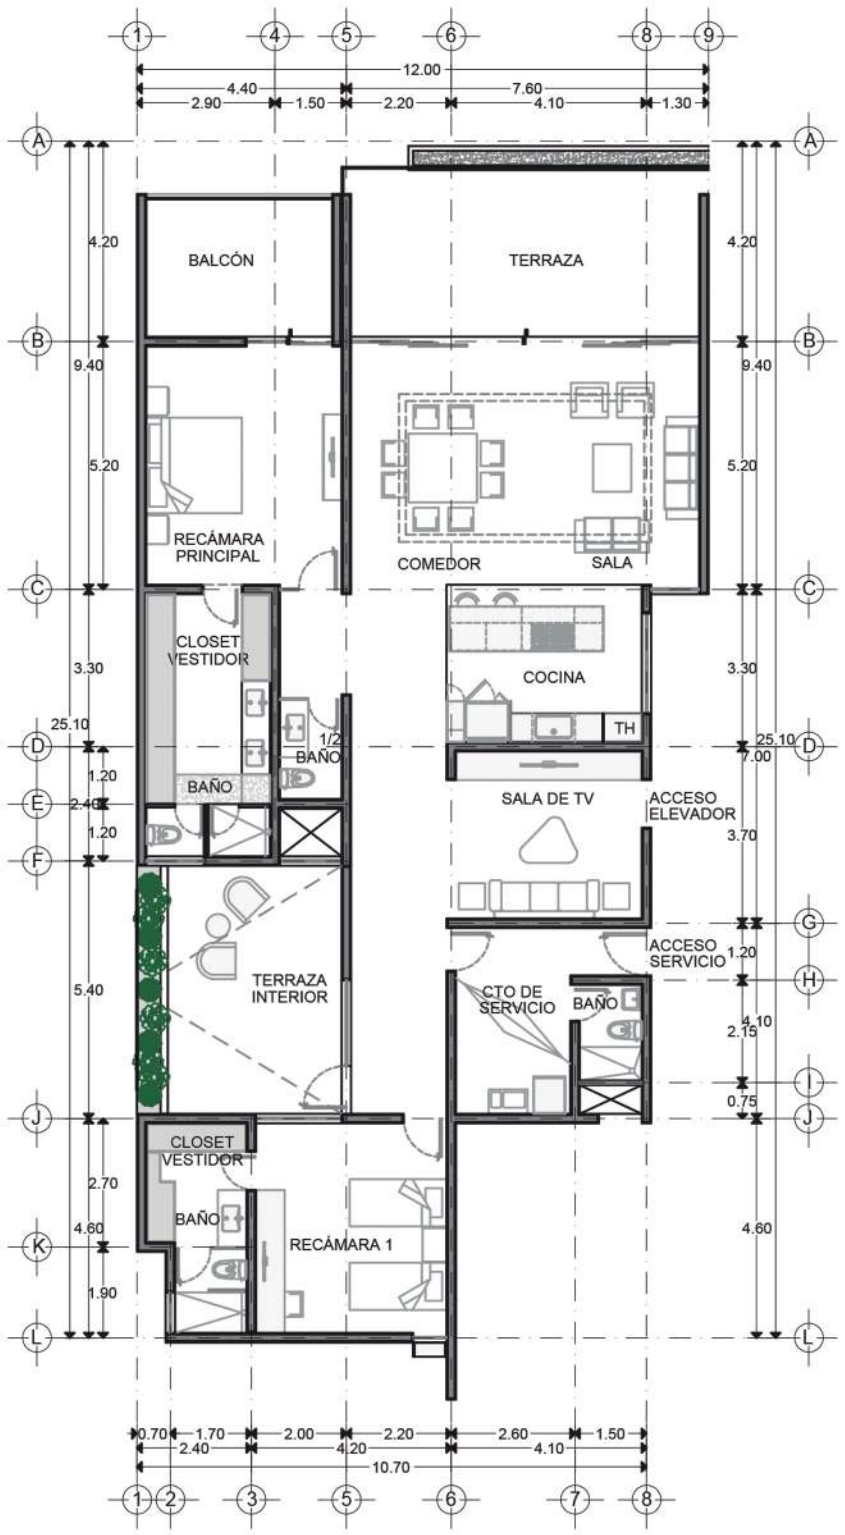 1 4 5 6 8 9
12.00
4.40 7.60
2.90 1.50 2.20 4.10 1.30
A A
4.20 BALCÓN TERRAZA 4.20
B B
9.40 9.40
5.20 5.20
RECÁMARA
PRINCIPAL
COMEDOR SALA
C C
CLOSET
VESTIDOR
3.30 COCINA 3.30
25.10 TH 25.10
1/2
BAÑO
D D
7.00
1.20 BAÑO
SALA DE TV
ACCESO
ELEVADOR
E
2.40
1.20 3.70
F
G
ACCESO
SERVICIO
1.20
TERRAZA
INTERIOR
H
5.40 CTO DE
SERVICIO
BAÑO
4.10
2.15
I
0.75
J J
CLOSET
VESTIDOR
2.70
BAÑO
4.60 4.60
RECÁMARA 1
K
1.90
L L
0.70 1.70 2.00 2.20 2.60 1.50
2.40 4.20 4.10
10.70
1 2 3 5 6 7 8